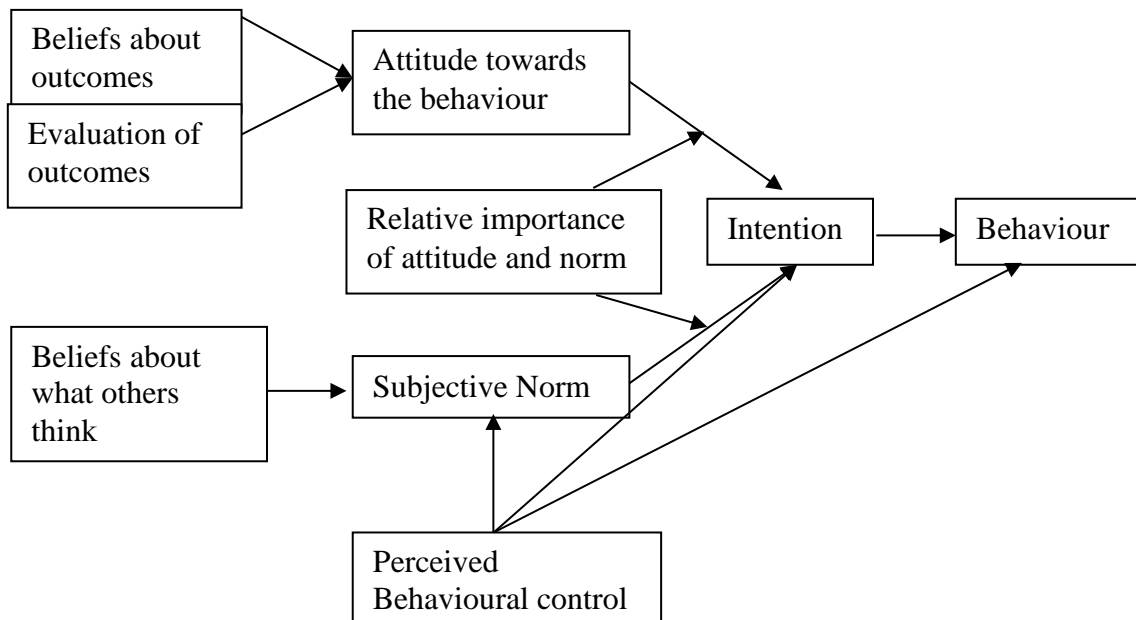 Beliefs about
outcomes
Evaluation of
outcomes
Attitude towards
the behaviour
Relative importance
of attitude and norm
Intention
Behaviour
Beliefs about
what others
think
Subjective Norm
Perceived
Behavioural control